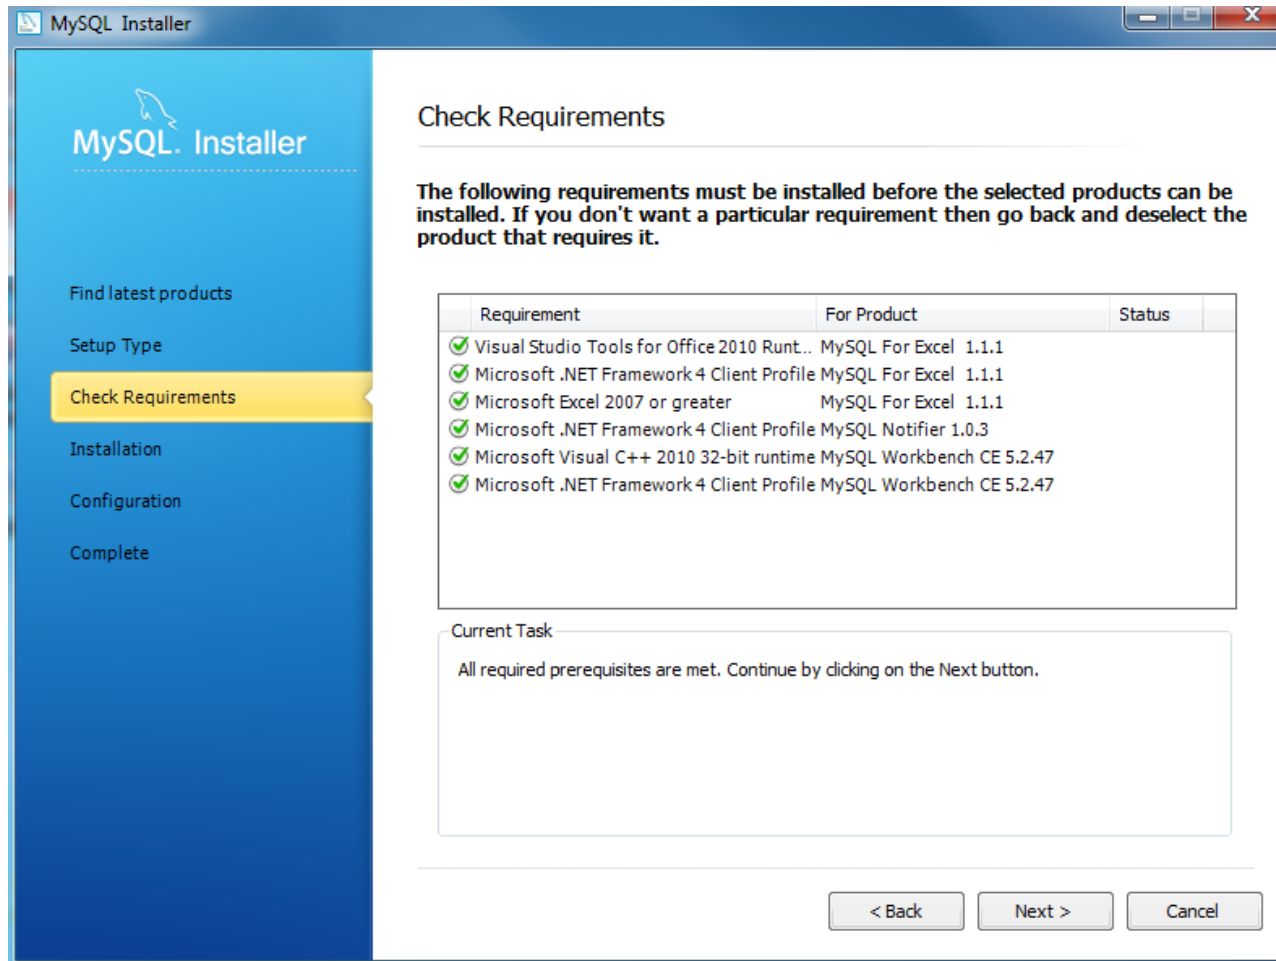 MySQL Installer
MySQL. Installer
Find latest products
Setup Type
Check Requirements
Installation
Configuration
Complete
Check Requirements
The following requirements must be installed before the selected products can be
installed. If you don't want a particular requirement then go back and deselect the
product that requires it.
Requirement For Product Status
Visual Studio Tools for Office 2010 Runt... MySQL For Excel 1.1.1
Microsoft .NET Framework 4 Client Profile MySQL For Excel 1.1.1
Microsoft Excel 2007 or greater MySQL For Excel 1.1.1
Microsoft .NET Framework 4 Client Profile MySQL Notifier 1.0.3
Microsoft Visual C++ 2010 32-bit runtime MySQL Workbench CE 5.2.47
Microsoft .NET Framework 4 Client Profile MySQL Workbench CE 5.2.47
Current Task
All required prerequisites are met. Continue by clicking on the Next button.
< Back Next > Cancel